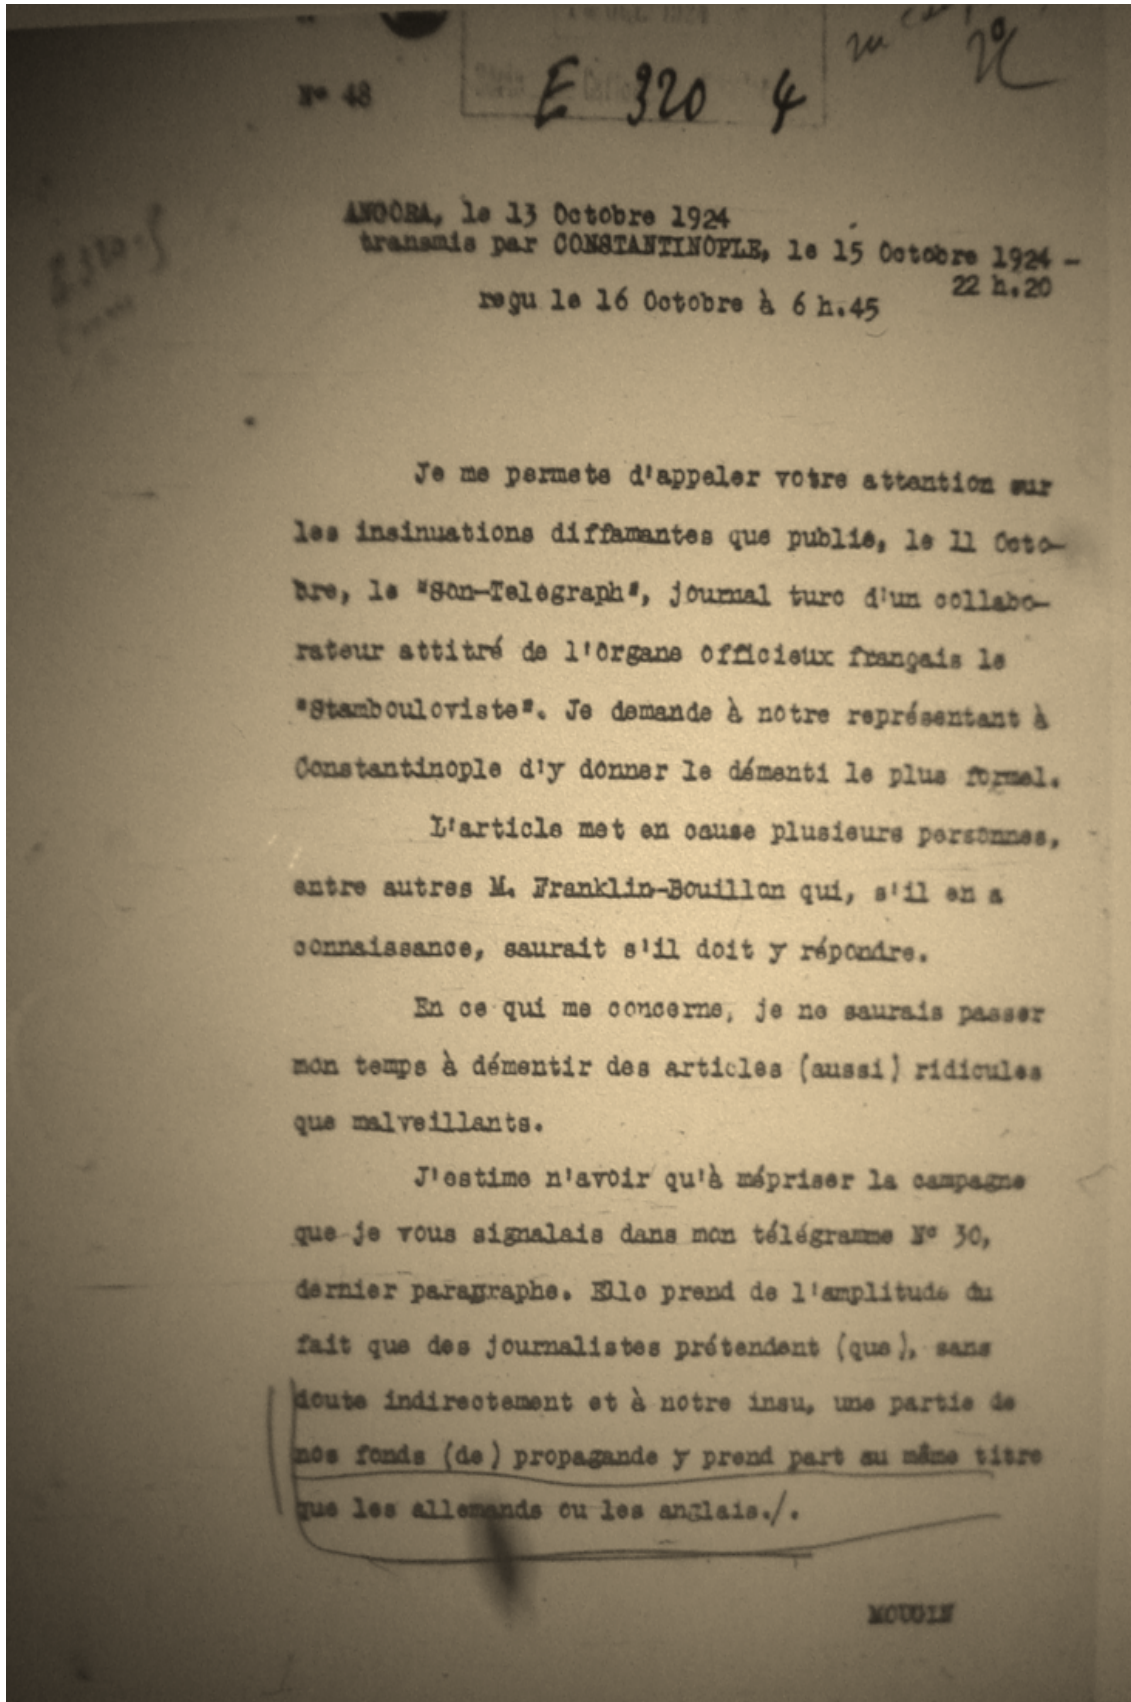 OCT 1924
E 320 4
N° 48
E 320-5
ANGORA, le 13 Octobre 1924
transmis par CONSTANTINOPLE, le 15 Octobre 1924 -
22 h.20
reçu le 16 Octobre à 6 h.45
Je me permets d'appeler votre attention sur
les insinuations diffamantes que publie, le 11 Octo-
bre, le "Son-Telegraph", journal turc d'un collabo-
rateur attitré de l'Organe officieux français le
"Stambouloviste". Je demande à notre représentant à
Constantinople d'y donner le démenti le plus formel.
L'article met en cause plusieurs personnes,
entre autres M. Franklin-Bouillon qui, s'il en a
connaissance, saurait s'il doit y répondre.
En ce qui me concerne, je ne saurais passer
mon temps à démentir des articles (aussi) ridicules
que malveillants.
J'estime n'avoir qu'à mépriser la campagne
que je vous signalais dans mon télégramme N° 30,
dernier paragraphe. Elle prend de l'amplitude du
fait que des journalistes prétendent (que), sans
doute indirectement et à notre insu, une partie de
nos fonds (de) propagande y prend part au même titre
que les allemands ou les anglais./.
MOUGIN